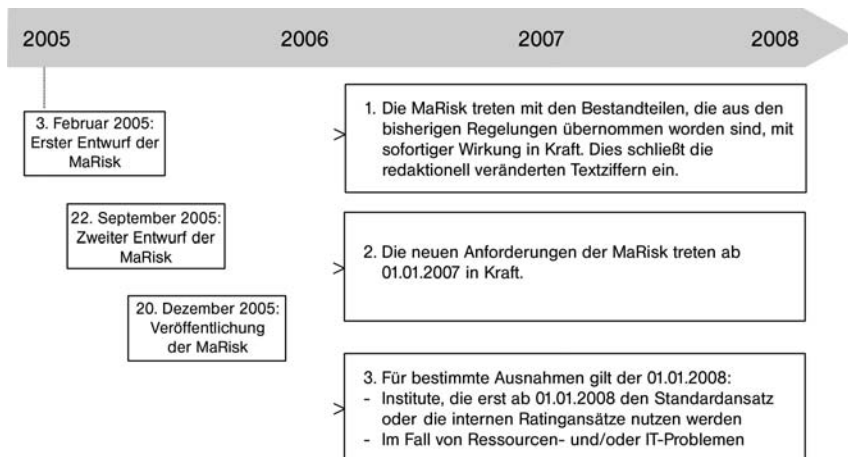 2005 2006 2007 2008
3. Februar 2005:
Erster Entwurf der
MaRisk
22. September 2005:
Zweiter Entwurf der
MaRisk
20. Dezember 2005:
Veröffentlichung
der MaRisk
> 1. Die MaRisk treten mit den Bestandteilen, die aus den
bisherigen Regelungen übernommen worden sind, mit
sofortiger Wirkung in Kraft. Dies schließt die
redaktionell veränderten Textziffern ein.
> 2. Die neuen Anforderungen der MaRisk treten ab
01.01.2007 in Kraft.
> 3. Für bestimmte Ausnahmen gilt der 01.01.2008:
- Institute, die erst ab 01.01.2008 den Standardansatz
oder die internen Ratingansätze nutzen werden
- Im Fall von Ressourcen- und/oder IT-Problemen